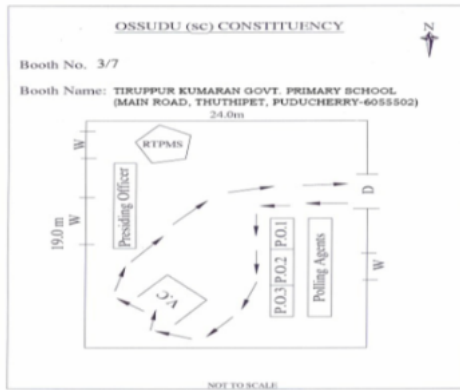 OSSUDU (SC) CONSTITUENCY
N
Booth No. 3/7
Booth Name: TIRUPPUR KUMARAN GOVT. PRIMARY SCHOOL
(MAIN ROAD, THUTHIPET, PUDUCHERRY-6055502)
24.0m
W
RTPMS
Presiding Officer
19.0 m
W
D
P.O.1
P.O.2
P.O.3
Polling Agents
W
V.C
NOT TO SCALE